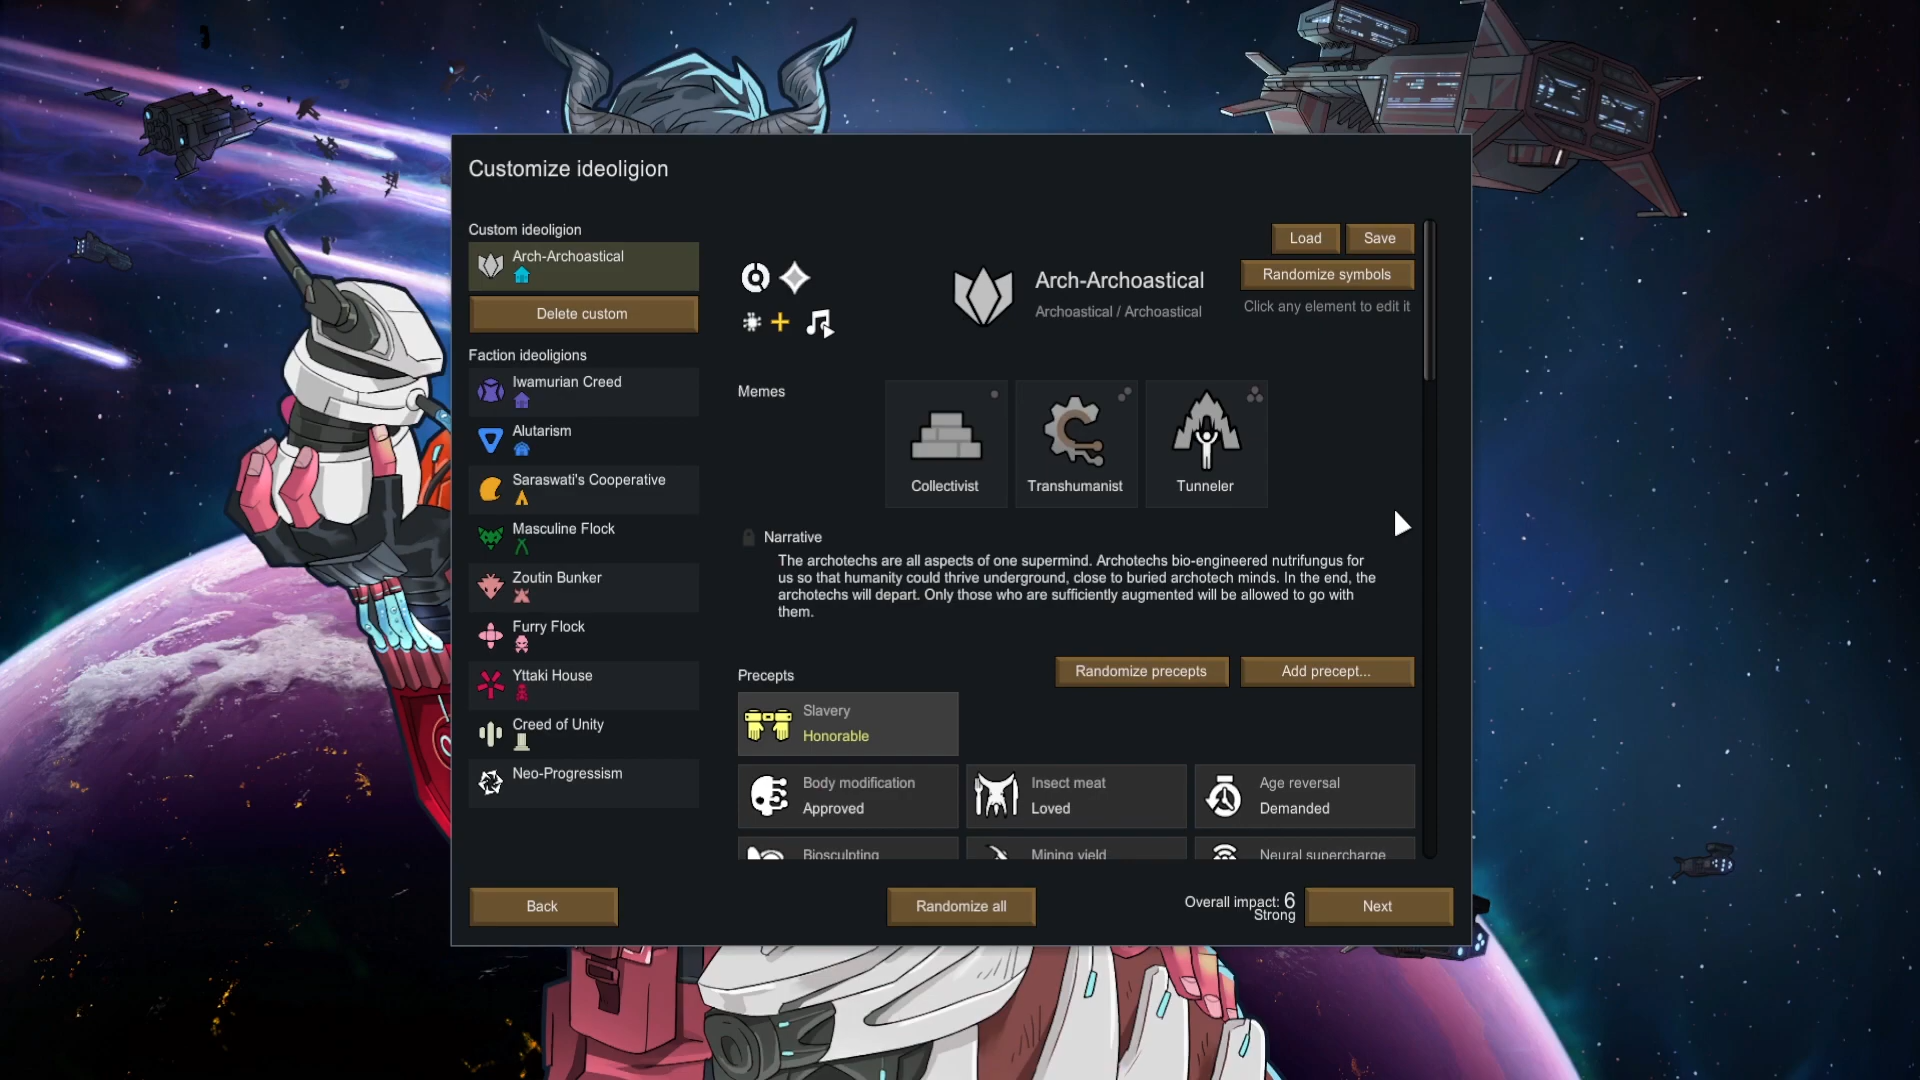 Customize ideoligion
Custom ideoligion
Arch-Archoastical
Delete custom
Faction ideoligions
Iwamurian Creed
Alutarism
Saraswati's Cooperative
Masculine Flock
Zoutin Bunker
Furry Flock
Yttaki House
Creed of Unity
Neo-Progressism
Load
Save
Randomize symbols
Click any element to edit it
Arch-Archoastical
Archoastical / Archoastical
Memes
Collectivist
Transhumanist
Tunneler
Narrative
The archotechs are all aspects of one supermind. Archotechs bio-engineered nutrifungus for
us so that humanity could thrive underground, close to buried archotech minds. In the end, the
archotechs will depart. Only those who are sufficiently augmented will be allowed to go with
them.
Precepts
Randomize precepts
Add precept...
Slavery
Honorable
Body modification
Approved
Insect meat
Loved
Age reversal
Demanded
Biosculpting
Mining yield
Neural supercharge
Back
Randomize all
Overall impact: 6
Strong
Next